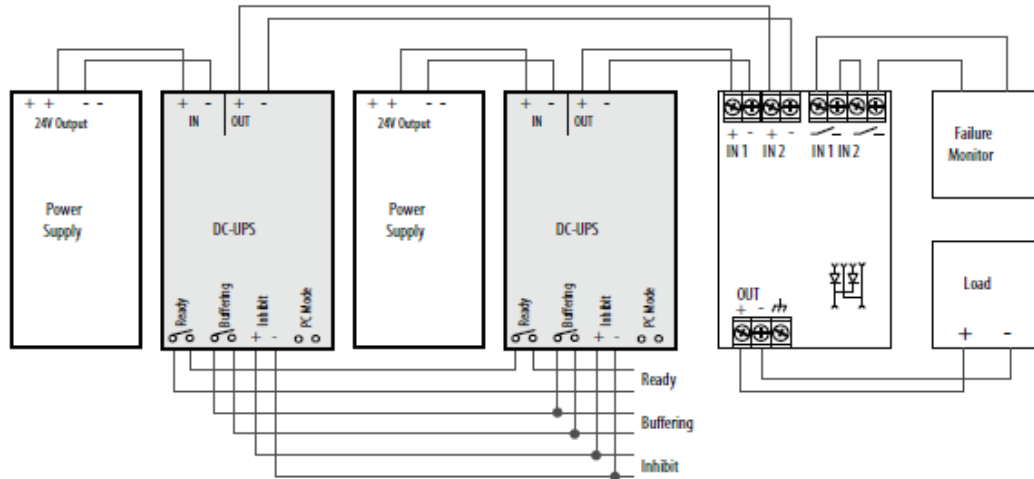 + + - -
24V Output
Power
Supply
+ - + -
IN OUT
DC-UPS
Ready
Buffering
Inhibit
PC Mode
+ -
+ + - -
24V Output
Power
Supply
+ - + -
IN OUT
DC-UPS
Ready
Buffering
Inhibit
PC Mode
+ -
+ - + -
IN 1 IN 2 IN 1 IN 2
OUT
+ -
Failure
Monitor
Load
+ -
Ready
Buffering
Inhibit